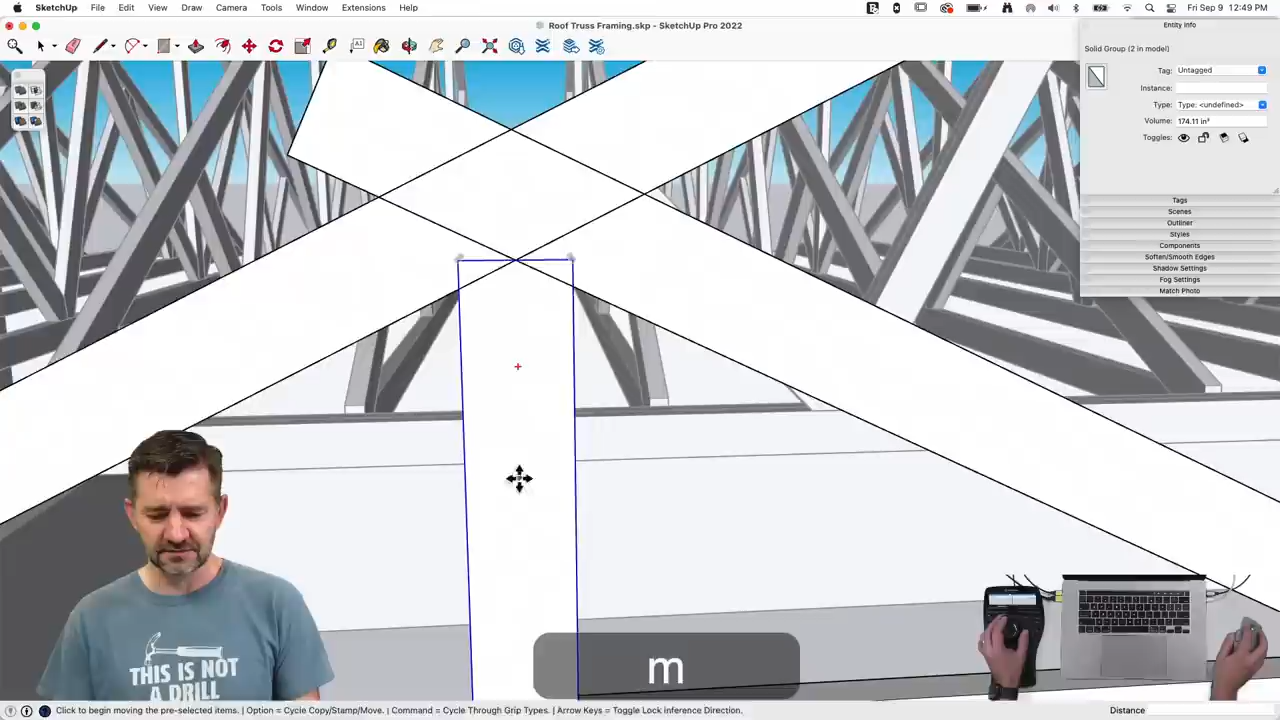 SketchUp File Edit View Draw Camera Tools Window Extensions Help
Fri Sep 9 12:49 PM
Roof Truss Framing.skp - SketchUp Pro 2022
Entity Info
Solid Group (2 in model)
Tag: Untagged
Instance:
Type: Type: <undefined>
Volume: 174.11 in³
Toggles:
Tags
Scenes
Outliner
Styles
Components
Soften/Smooth Edges
Shadow Settings
Fog Settings
Match Photo
THIS IS NOT
A DRILL
m
Click to begin moving the pre-selected items. | Option = Cycle Copy/Stamp/Move. | Command = Cycle Through Grip Types. | Arrow Keys = Toggle Lock Inference Direction.
Distance